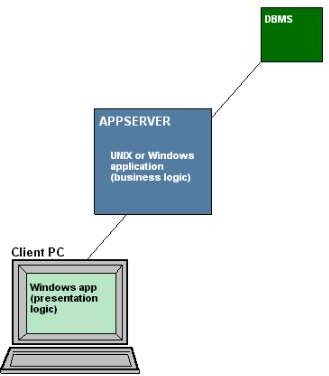 DBMS
APPSERVER
UNIX or Windows
application
(business logic)
Client PC
Windows app
(presentation
logic)